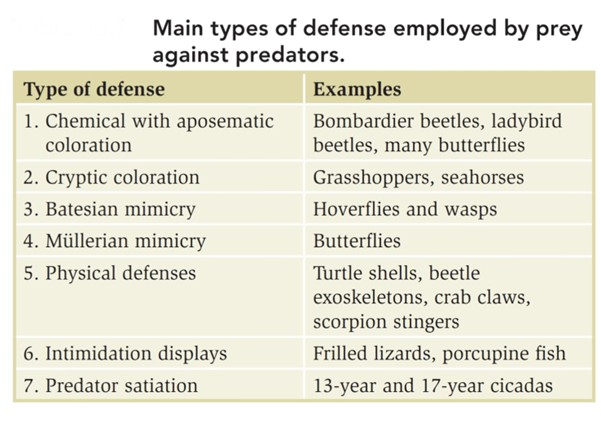 Main types of defense employed by prey
against predators.
Type of defense Examples
1. Chemical with aposematic Bombardier beetles, ladybird
coloration beetles, many butterflies
2. Cryptic coloration Grasshoppers, seahorses
3. Batesian mimicry Hoverflies and wasps
4. Müllerian mimicry Butterflies
5. Physical defenses Turtle shells, beetle
exoskeletons, crab claws,
scorpion stingers
6. Intimidation displays Frilled lizards, porcupine fish
7. Predator satiation 13-year and 17-year cicadas